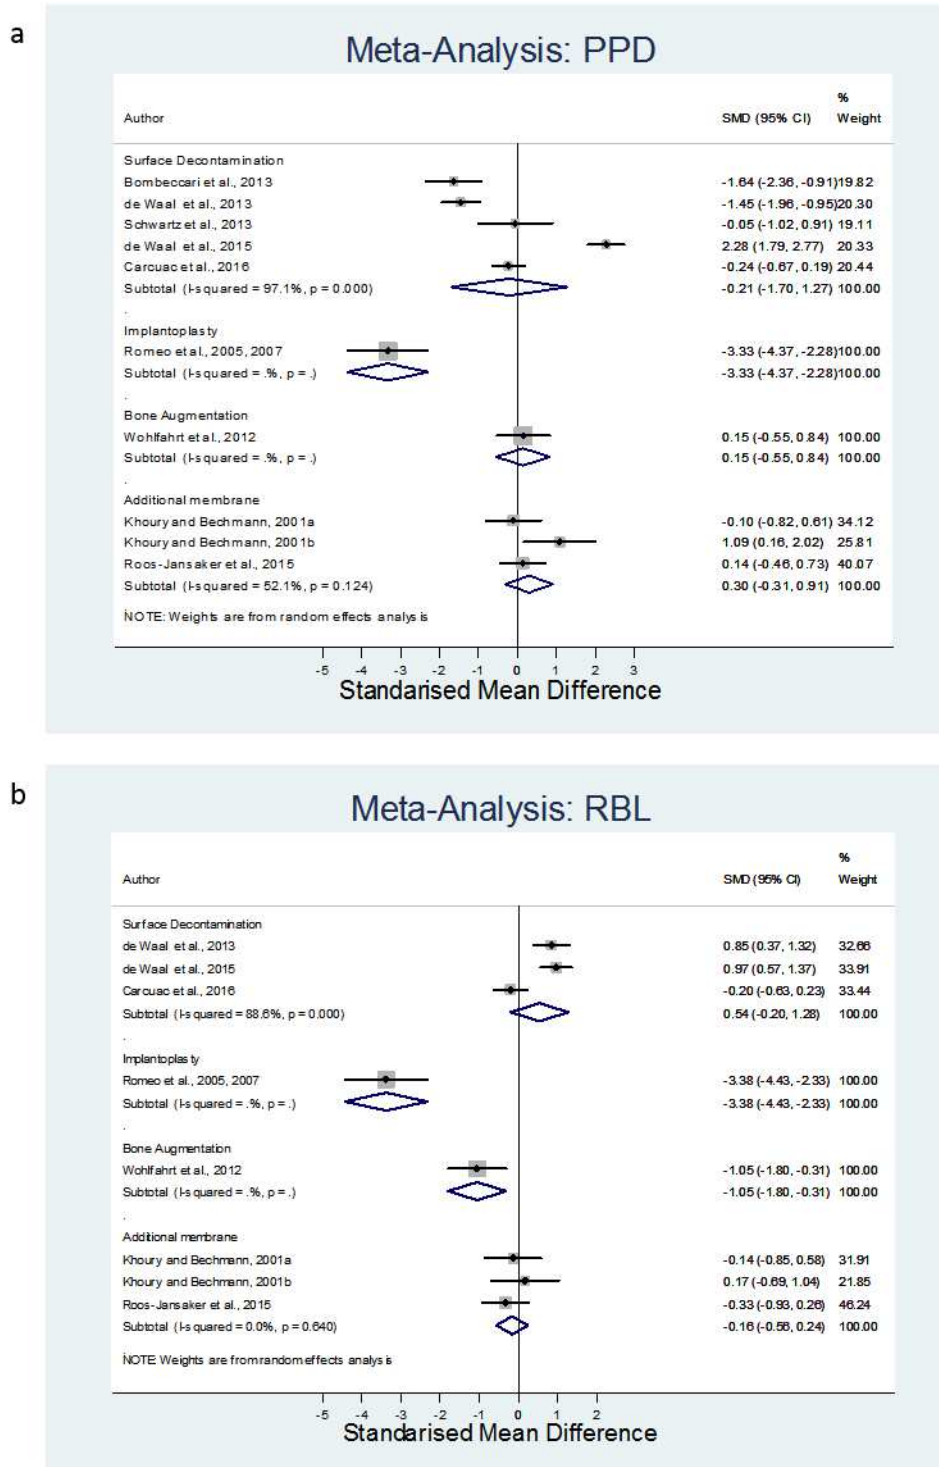 a
Meta-Analysis: PPD
%
Author SMD (95% CI) Weight
Surface Decontamination
Bombeccari et al., 2013 -1.64 (-2.36, -0.91)19.82
de Waal et al., 2013 -1.45 (-1.96, -0.95)20.30
Schwartz et al., 2013 -0.05 (-1.02, 0.91) 19.11
de Waal et al., 2015 2.28 (1.79, 2.77) 20.33
Carcuac et al., 2016 -0.24 (-0.67, 0.19) 20.44
Subtotal (I-squared = 97.1%, p = 0.000) -0.21 (-1.70, 1.27) 100.00
.
Implantoplasty
Romeo et al., 2005, 2007 -3.33 (-4.37, -2.28)100.00
Subtotal (I-squared = .%, p = .) -3.33 (-4.37, -2.28)100.00
.
Bone Augmentation
Wohlfahrt et al., 2012 0.15 (-0.55, 0.84) 100.00
Subtotal (I-squared = .%, p = .) 0.15 (-0.55, 0.84) 100.00
.
Additional membrane
Khoury and Bechmann, 2001a -0.10 (-0.82, 0.61) 34.12
Khoury and Bechmann, 2001b 1.09 (0.16, 2.02) 25.81
Roos-Jansaker et al., 2015 0.14 (-0.46, 0.73) 40.07
Subtotal (I-squared = 52.1%, p = 0.124) 0.30 (-0.31, 0.91) 100.00
.
NOTE: Weights are from random effects analysis
-5 -4 -3 -2 -1 0 1 2 3
Standarised Mean Difference
b
Meta-Analysis: RBL
%
Author SMD (95% CI) Weight
Surface Decontamination
de Waal et al., 2013 0.85 (0.37, 1.32) 32.66
de Waal et al., 2015 0.97 (0.57, 1.37) 33.91
Carcuac et al., 2016 -0.20 (-0.63, 0.23) 33.44
Subtotal (I-squared = 88.6%, p = 0.000) 0.54 (-0.20, 1.28) 100.00
.
Implantoplasty
Romeo et al., 2005, 2007 -3.38 (-4.43, -2.33) 100.00
Subtotal (I-squared = .%, p = .) -3.38 (-4.43, -2.33) 100.00
.
Bone Augmentation
Wohlfahrt et al., 2012 -1.05 (-1.80, -0.31) 100.00
Subtotal (I-squared = .%, p = .) -1.05 (-1.80, -0.31) 100.00
.
Additional membrane
Khoury and Bechmann, 2001a -0.14 (-0.85, 0.58) 31.91
Khoury and Bechmann, 2001b 0.17 (-0.69, 1.04) 21.85
Roos-Jansaker et al., 2015 -0.33 (-0.93, 0.26) 46.24
Subtotal (I-squared = 0.0%, p = 0.640) -0.16 (-0.56, 0.24) 100.00
.
NOTE: Weights are from random effects analysis
-5 -4 -3 -2 -1 0 1 2
Standarised Mean Difference